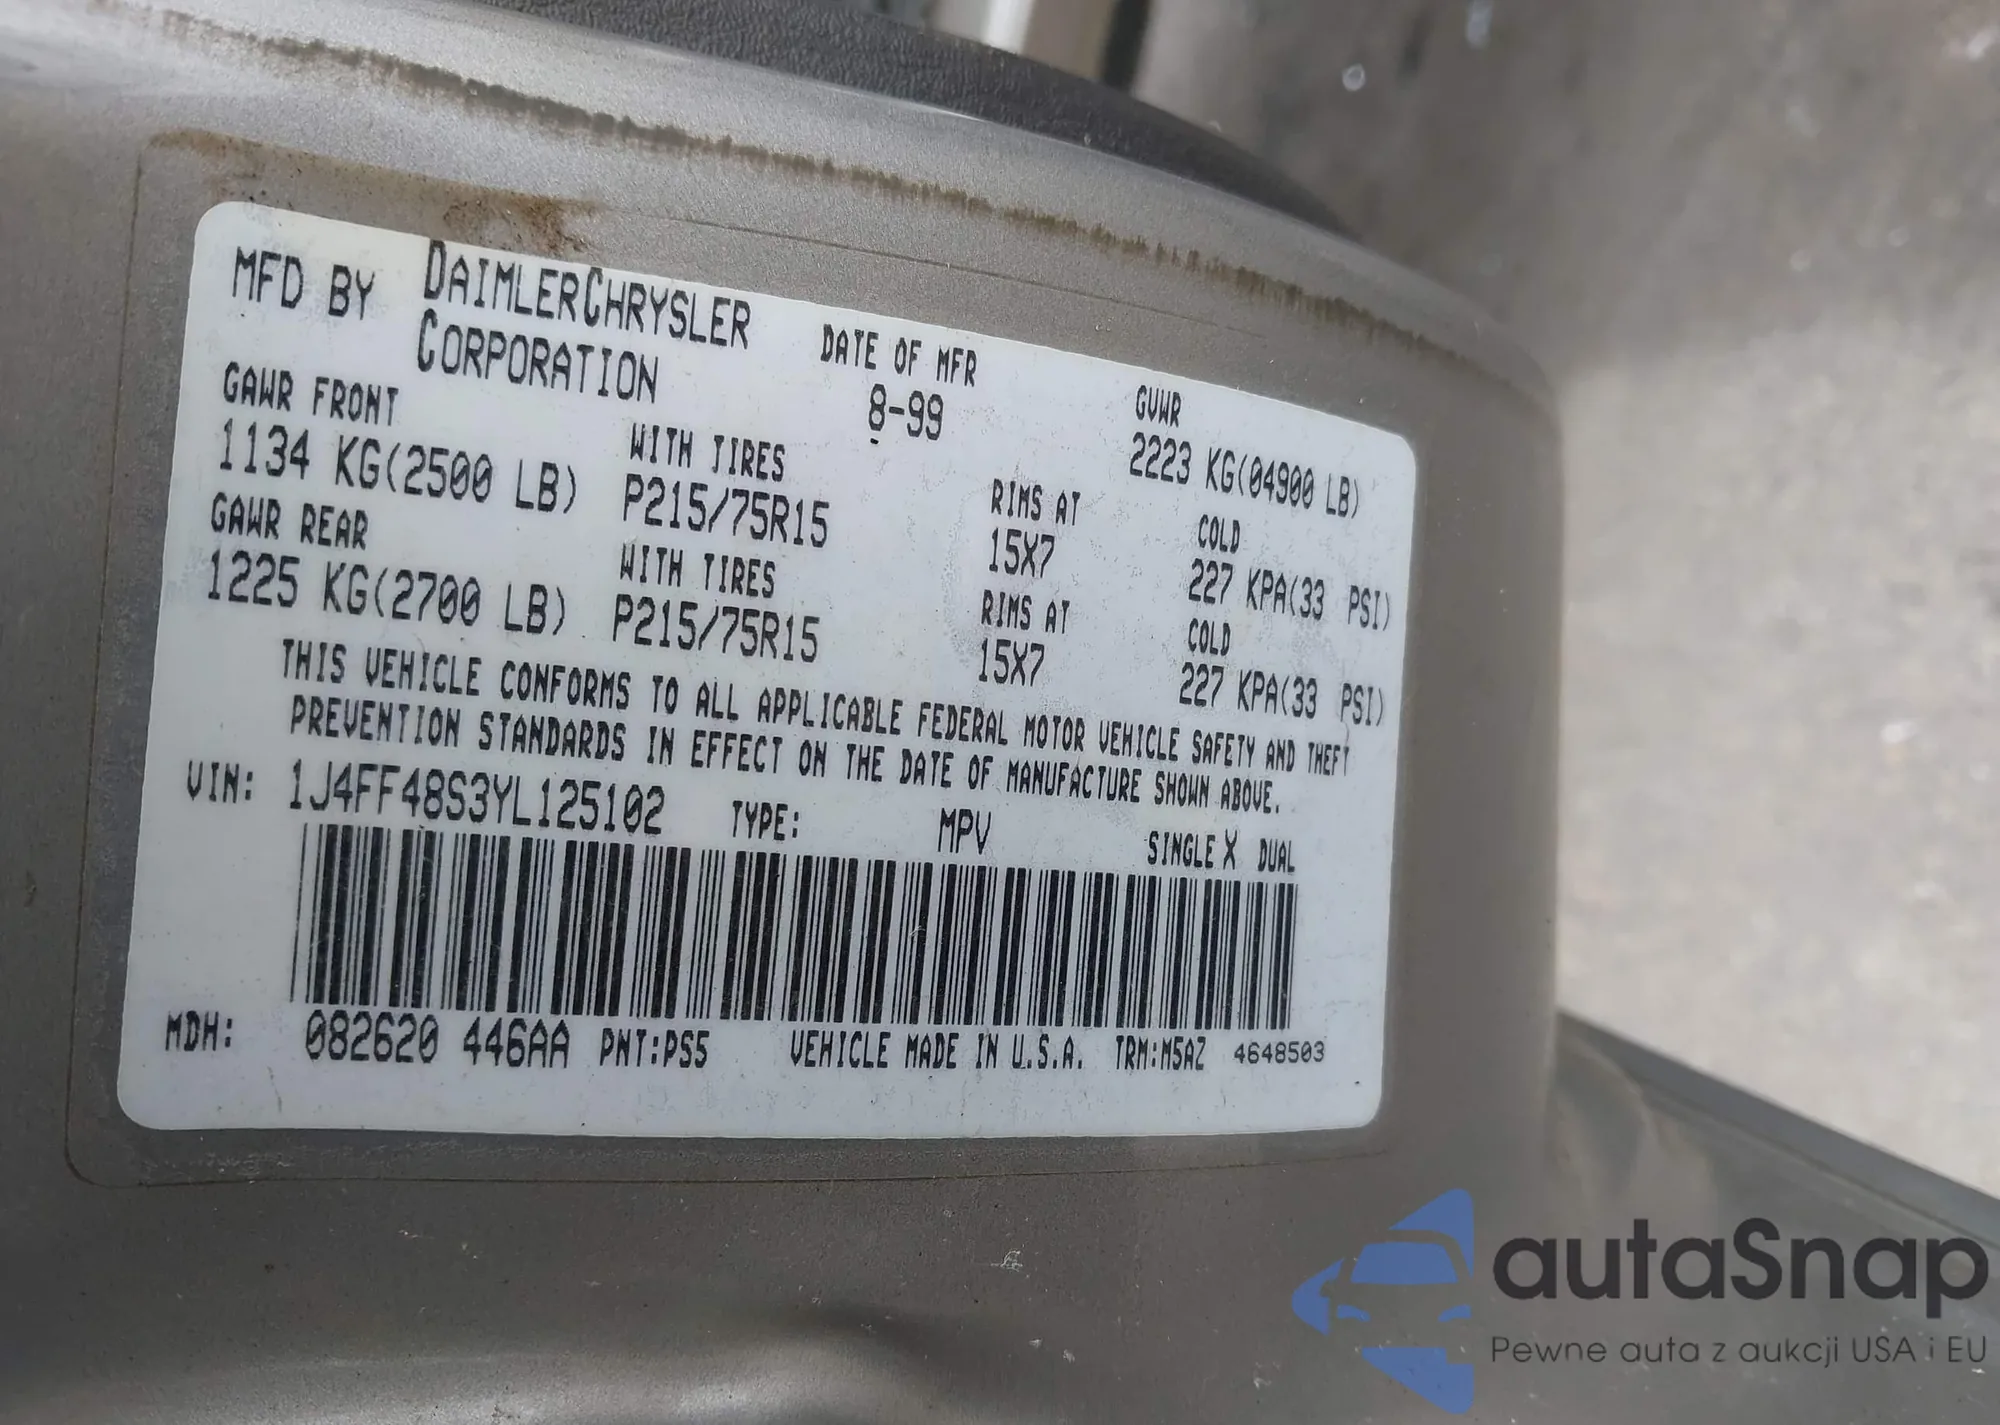 MFD BY DAIMLERCHRYSLER CORPORATION DATE OF MFR 8-99 GVWR 2223 KG(04900 LB)
GAWR FRONT WITH TIRES RIMS AT COLD
1134 KG(2500 LB) P215/75R15 15X7 227 KPA(33 PSI)
GAWR REAR WITH TIRES RIMS AT COLD
1225 KG(2700 LB) P215/75R15 15X7 227 KPA(33 PSI)
THIS VEHICLE CONFORMS TO ALL APPLICABLE FEDERAL MOTOR VEHICLE SAFETY AND THEFT
PREVENTION STANDARDS IN EFFECT ON THE DATE OF MANUFACTURE SHOWN ABOVE.
VIN: 1J4FF48S3YL125102 TYPE: MPV SINGLE X DUAL
MDH: 082620 446AA PNT:PS5 VEHICLE MADE IN U.S.A. TRM:M5AZ 4648503
autaSnap
Pewne auta z aukcji USA i EU